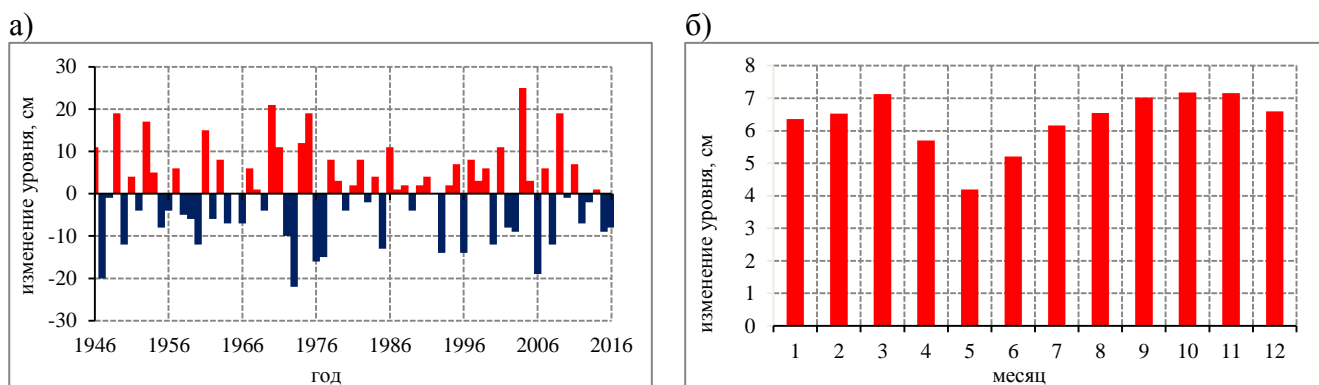 а)
изменение уровня, см
30
20
10
0
-10
-20
-30
1946 1956 1966 1976 1986 1996 2006 2016
год
б)
изменение уровня, см
8
7
6
5
4
3
2
1
0
1 2 3 4 5 6 7 8 9 10 11 12
месяц